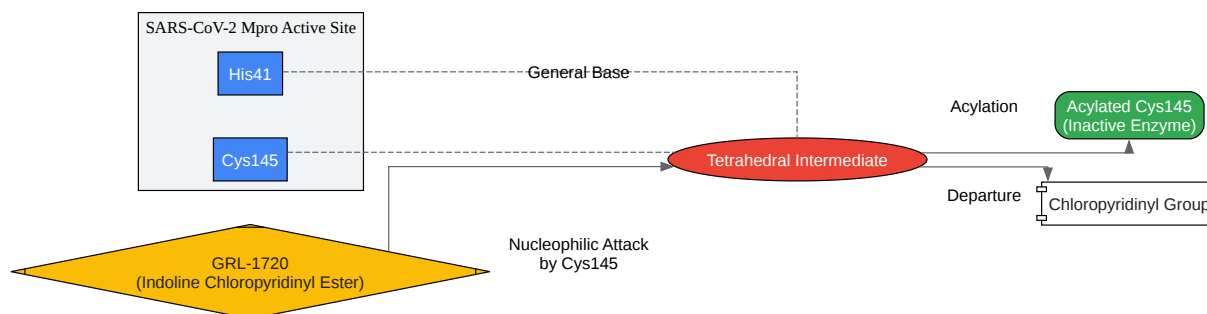 SARS-CoV-2 Mpro Active Site
His41
General Base
Cys145
Tetrahedral Intermediate
Acylation
Acylated Cys145
(Inactive Enzyme)
Departure
Chloropyridinyl Group
GRL-1720
(Indoline Chloropyridinyl Ester)
Nucleophilic Attack
by Cys145